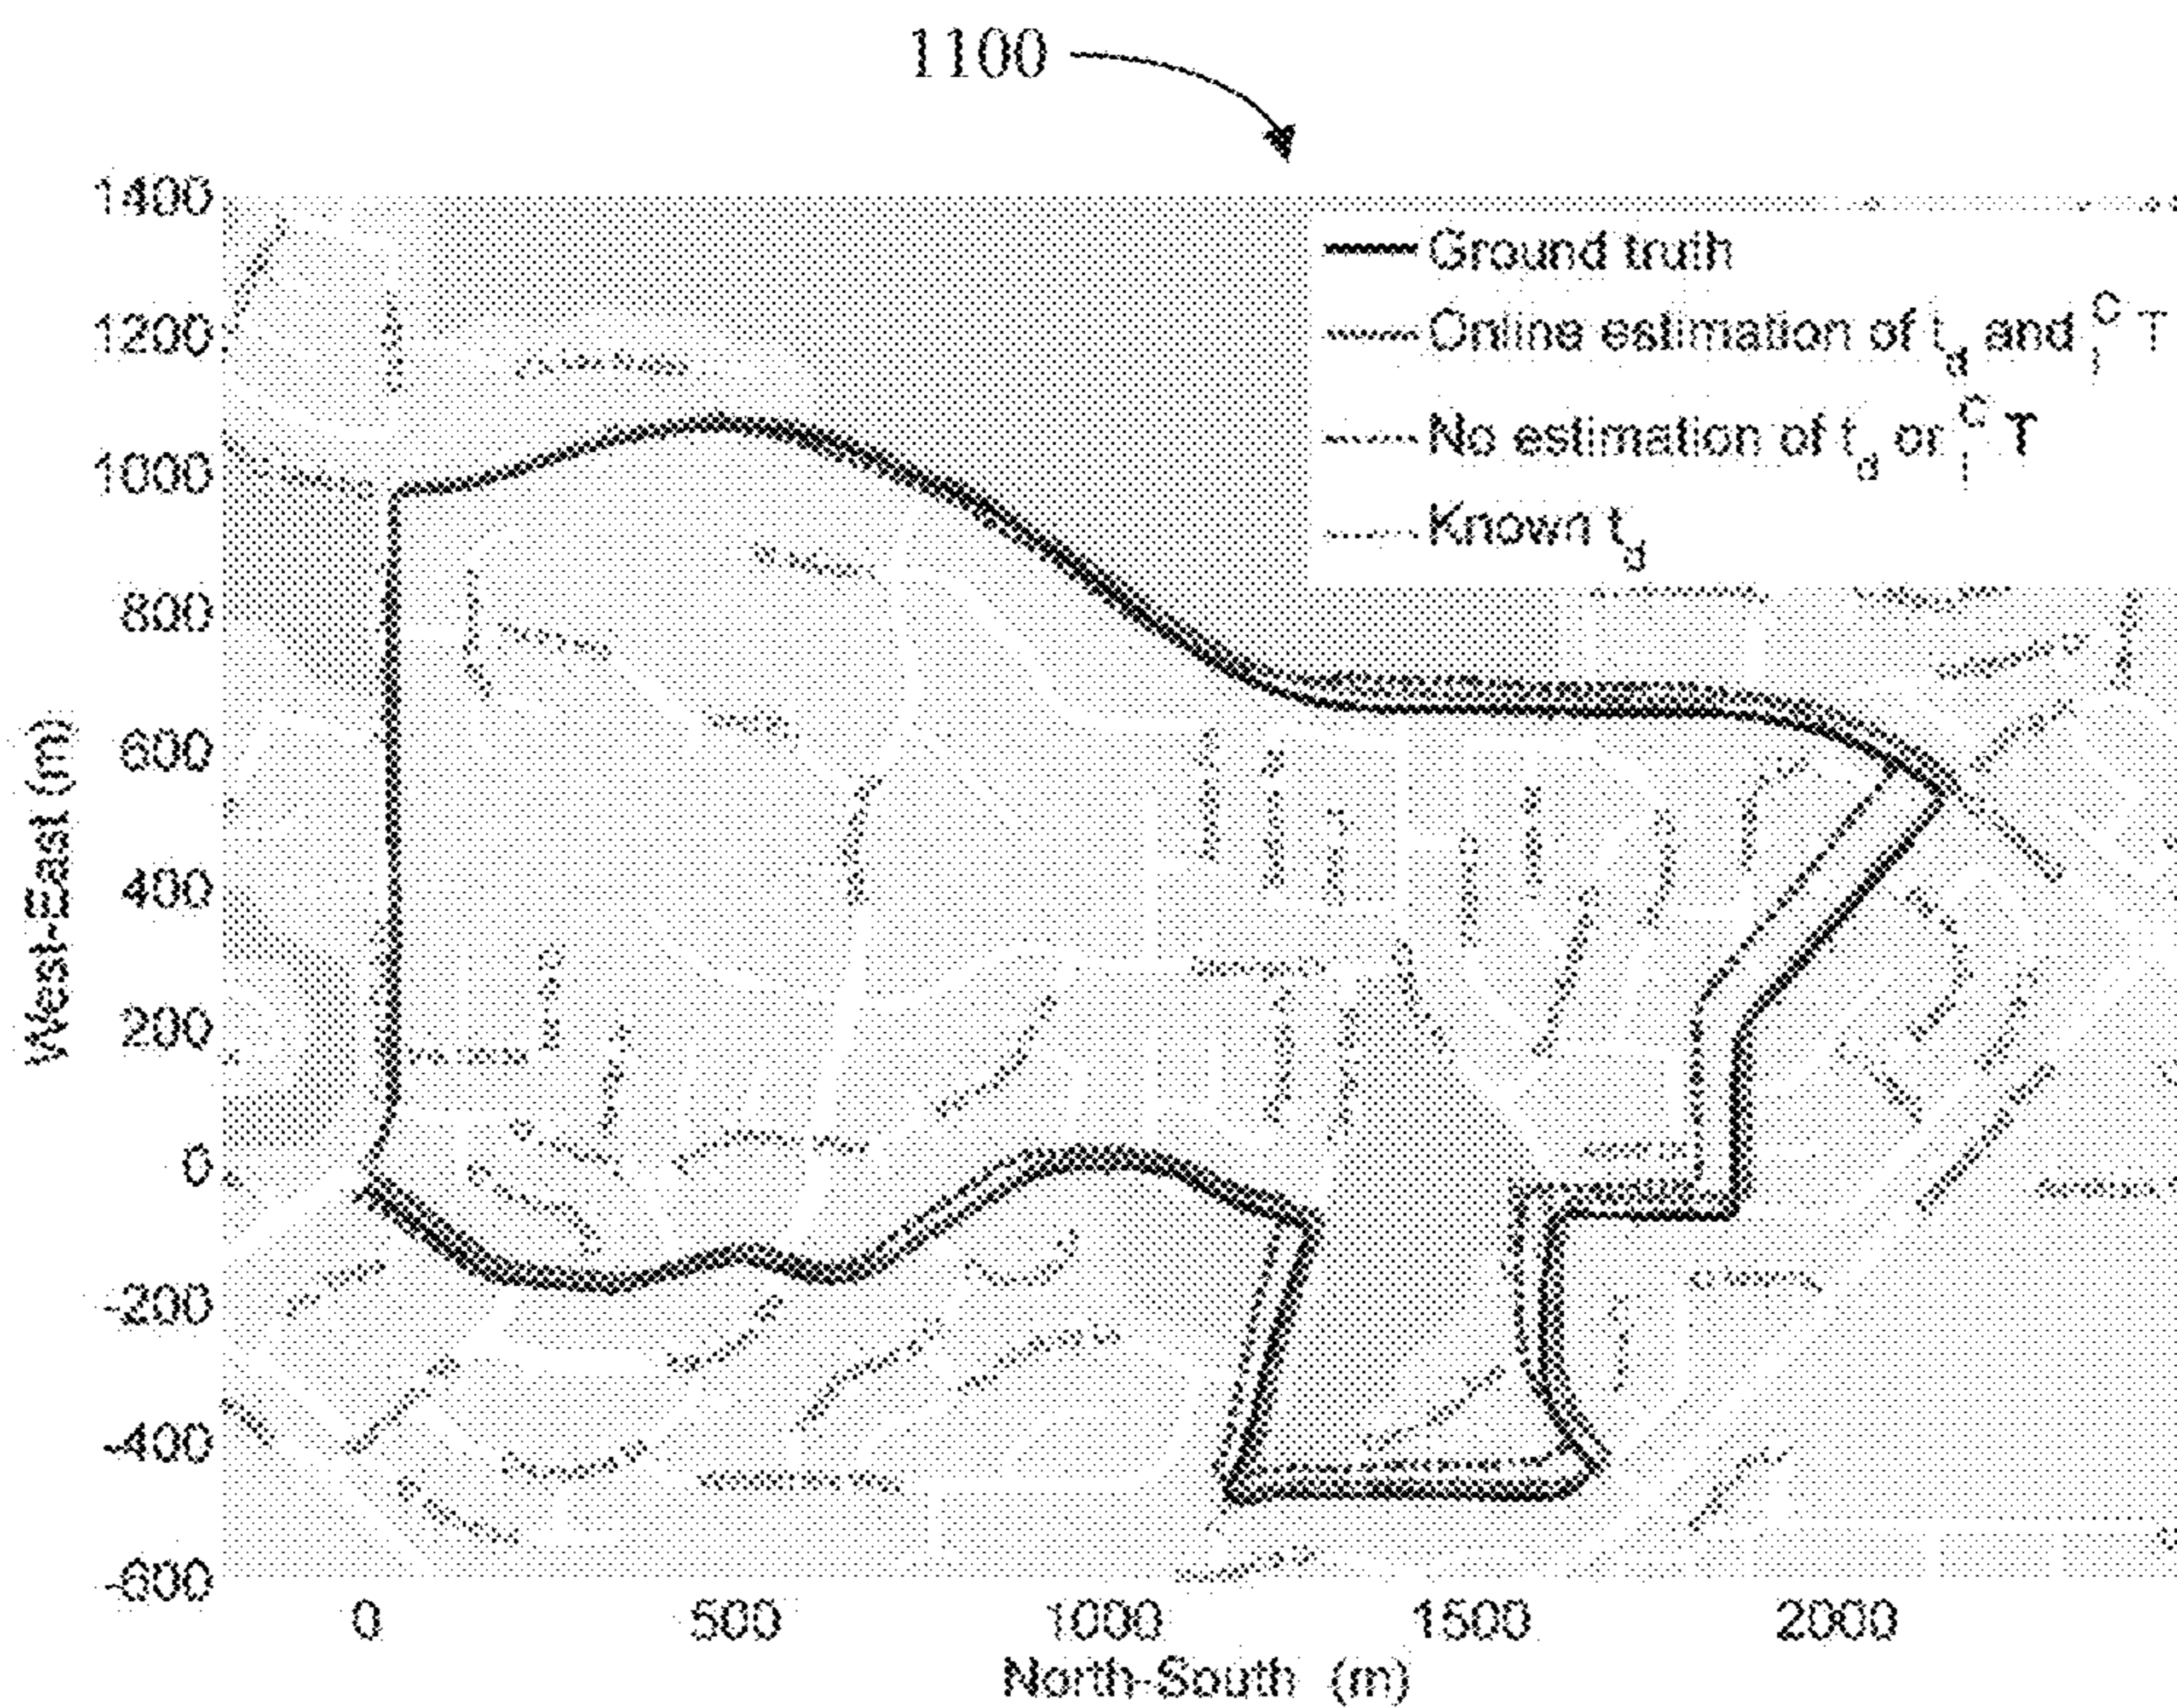 1100
1400
1200
1000
800
600
400
200
0
-200
-400
-600
West-East (m)
Ground truth
Online estimation of t_d and ^C_I T
No estimation of t_d or ^C_I T
Known t_d
0 500 1000 1500 2000
North-South (m)